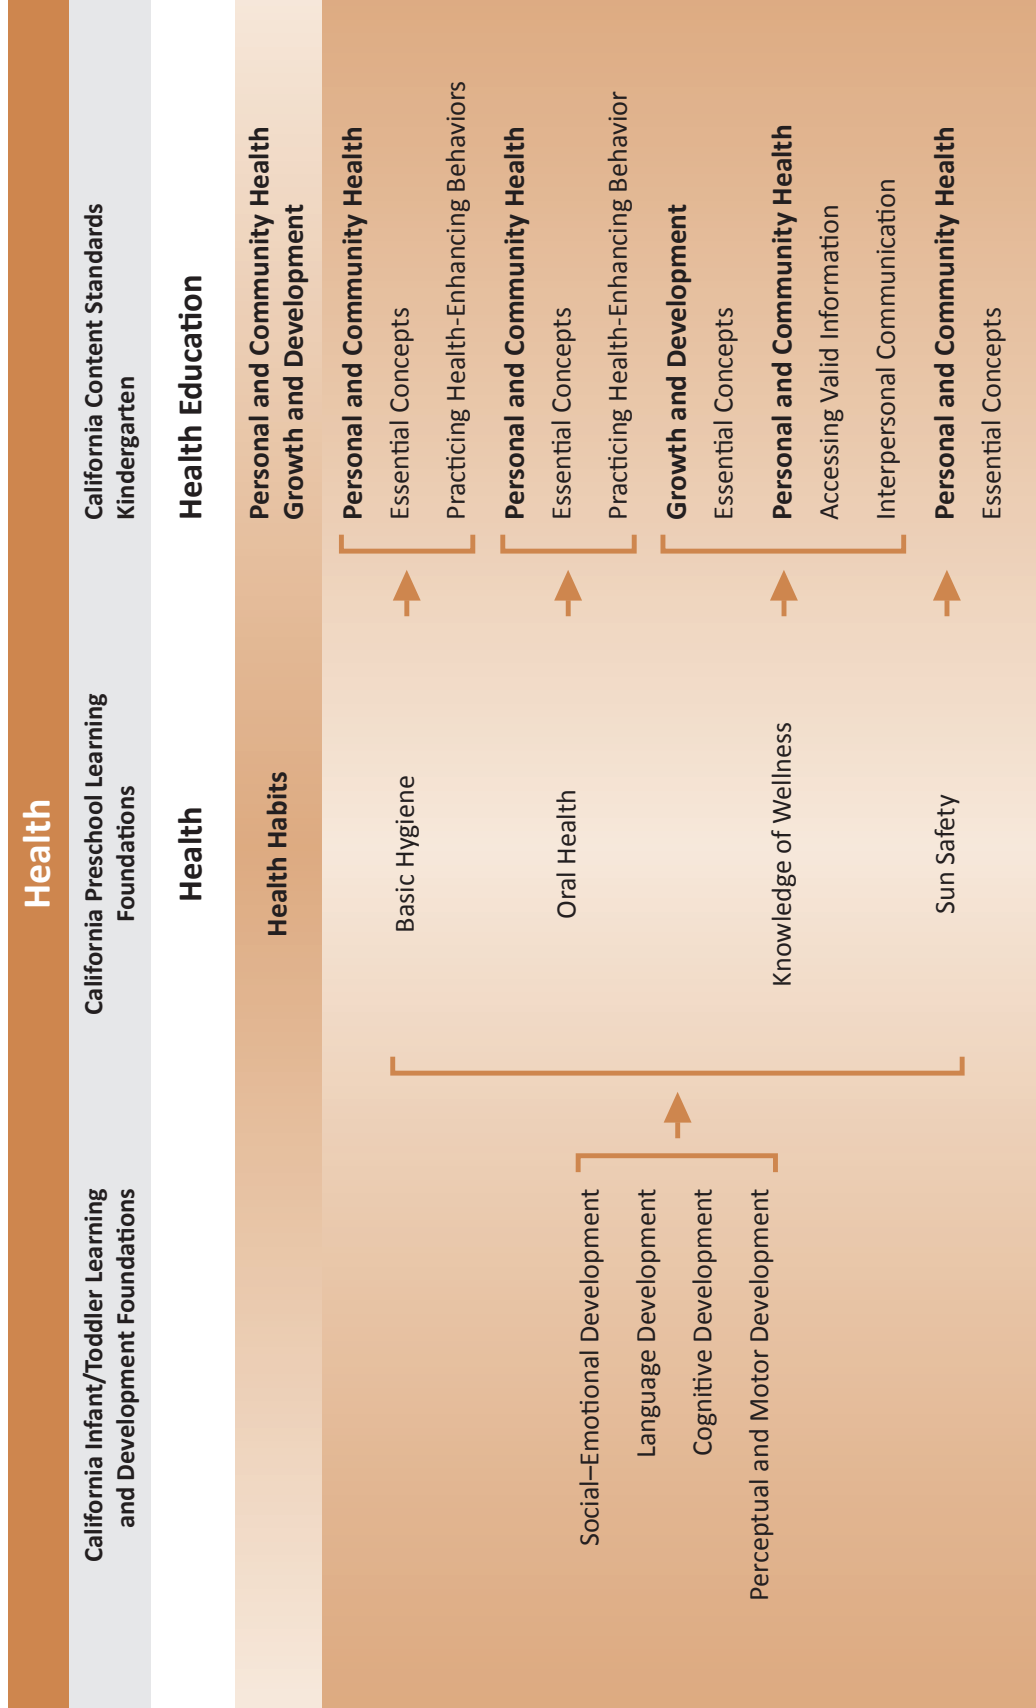 Health
California Infant/Toddler Learning
and Development Foundations
California Preschool Learning
Foundations
California Content Standards
Kindergarten
Health
Health Education
Health Habits
Personal and Community Health
Growth and Development
Social–Emotional Development
Language Development
Cognitive Development
Perceptual and Motor Development
Basic Hygiene
Personal and Community Health
Essential Concepts
Practicing Health-Enhancing Behaviors
Oral Health
Personal and Community Health
Essential Concepts
Practicing Health-Enhancing Behavior
Knowledge of Wellness
Growth and Development
Essential Concepts
Personal and Community Health
Accessing Valid Information
Interpersonal Communication
Sun Safety
Personal and Community Health
Essential Concepts